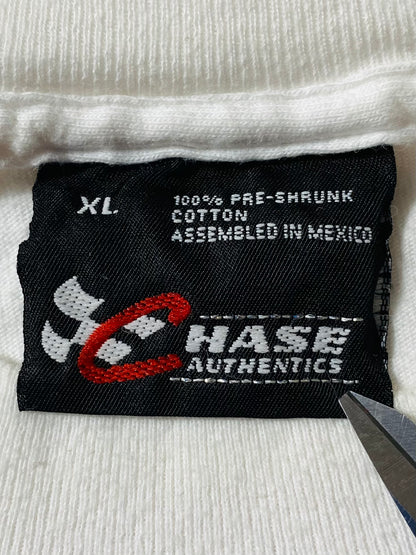 XL
100% PRE-SHRUNK
COTTON
ASSEMBLED IN MEXICO
CHASE
AUTHENTICS